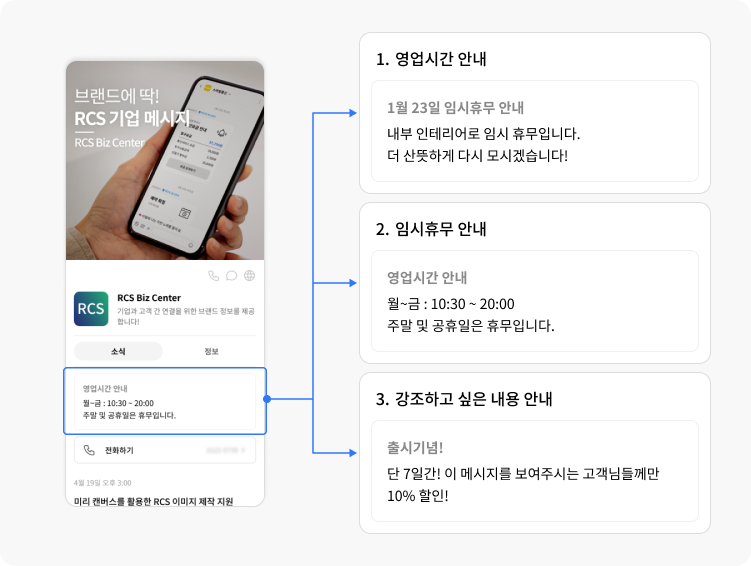 브랜드에 딱!
RCS 기업 메시지
RCS Biz Center
RCS
RCS Biz Center
기업과 고객 간 연결을 위한 브랜드 정보를 제공
합니다!
소식
정보
영업시간 안내
월~금 : 10:30 ~ 20:00
주말 및 공휴일은 휴무입니다.
전화하기
4월 19일 오후 3:00
미리 캔버스를 활용한 RCS 이미지 제작 지원
1. 영업시간 안내
1월 23일 임시휴무 안내
내부 인테리어로 임시 휴무입니다.
더 산뜻하게 다시 모시겠습니다!
2. 임시휴무 안내
영업시간 안내
월~금 : 10:30 ~ 20:00
주말 및 공휴일은 휴무입니다.
3. 강조하고 싶은 내용 안내
출시기념!
단 7일간! 이 메시지를 보여주시는 고객님들께만
10% 할인!